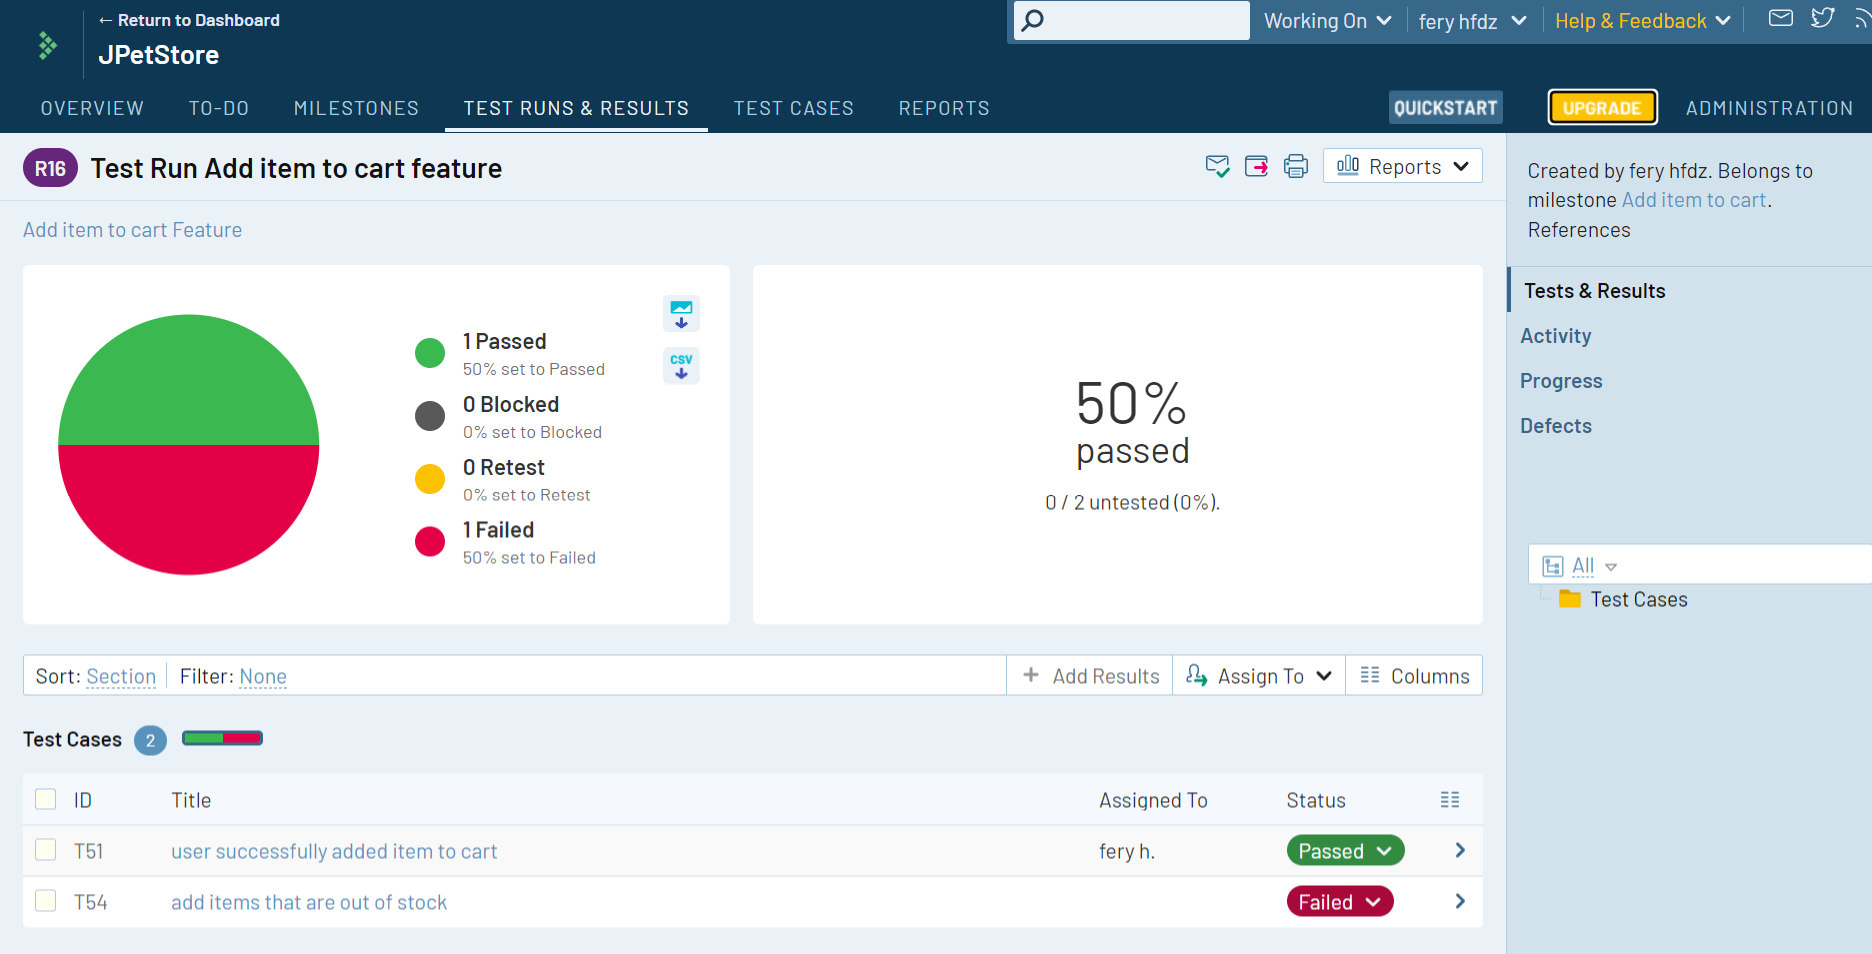 ← Return to Dashboard
JPetStore
Working On
fery hfdz
Help & Feedback
OVERVIEW
TO-DO
MILESTONES
TEST RUNS & RESULTS
TEST CASES
REPORTS
QUICKSTART
UPGRADE
ADMINISTRATION
R16
Test Run Add item to cart feature
Reports
Add item to cart Feature
1 Passed
50% set to Passed
0 Blocked
0% set to Blocked
0 Retest
0% set to Retest
1 Failed
50% set to Failed
CSV
50%
passed
0 / 2 untested (0%).
Sort: Section
Filter: None
+ Add Results
Assign To
Columns
Test Cases 2
ID
Title
Assigned To
Status
T51
user successfully added item to cart
fery h.
Passed
T54
add items that are out of stock
Failed
Created by fery hfdz. Belongs to
milestone Add item to cart.
References
Tests & Results
Activity
Progress
Defects
All
Test Cases